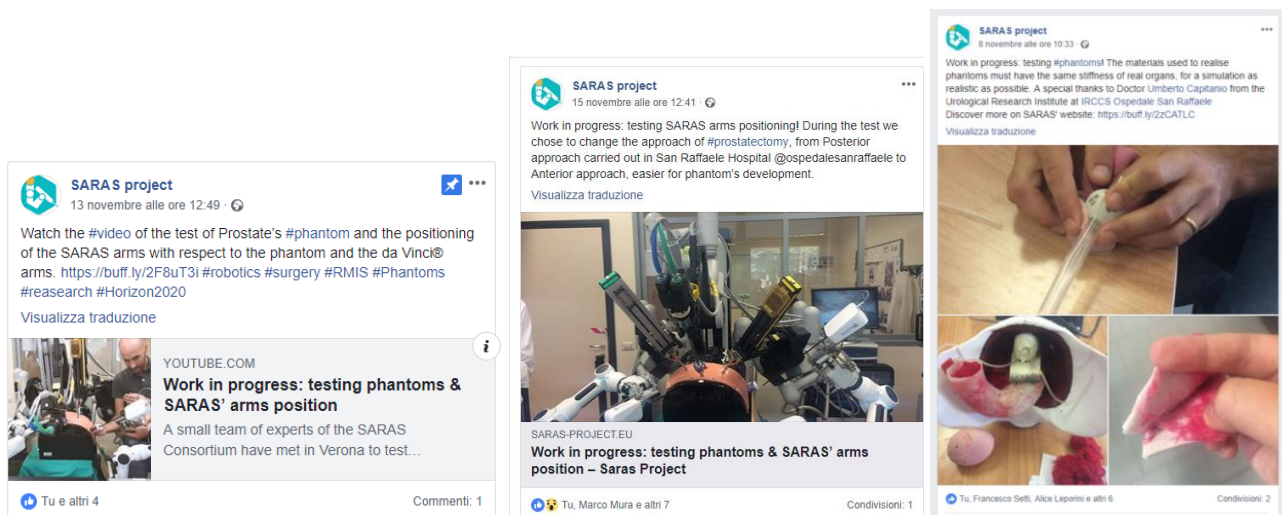 SARAS project
13 novembre alle ore 12:49 ·
Watch the #video of the test of Prostate's #phantom and the positioning
of the SARAS arms with respect to the phantom and the da Vinci®
arms. https://buff.ly/2F8uT3i #robotics #surgery #RMIS #Phantoms
#reasearch #Horizon2020
Visualizza traduzione
YOUTUBE.COM
Work in progress: testing phantoms &
SARAS' arms position
A small team of experts of the SARAS
Consortium have met in Verona to test...
Tu e altri 4
Commenti: 1
SARAS project
15 novembre alle ore 12:41 ·
Work in progress: testing SARAS arms positioning! During the test we
chose to change the approach of #prostatectomy, from Posterior
approach carried out in San Raffaele Hospital @ospedalesanraffaele to
Anterior approach, easier for phantom's development.
Visualizza traduzione
SARAS-PROJECT.EU
Work in progress: testing phantoms & SARAS' arms
position – Saras Project
Tu, Marco Mura e altri 7
Condivisioni: 1
SARAS project
8 novembre alle ore 10:33 ·
Work in progress: testing #phantoms! The materials used to realise
phantoms must have the same stiffness of real organs, for a simulation as
realistic as possible. A special thanks to Doctor Umberto Capitanio from the
Urological Research Institute at IRCCS Ospedale San Raffaele
Discover more on SARAS' website: https://buff.ly/2zCATLC
Visualizza traduzione
Tu, Francesco Setti, Alice Leporini e altri 6
Condivisioni: 2